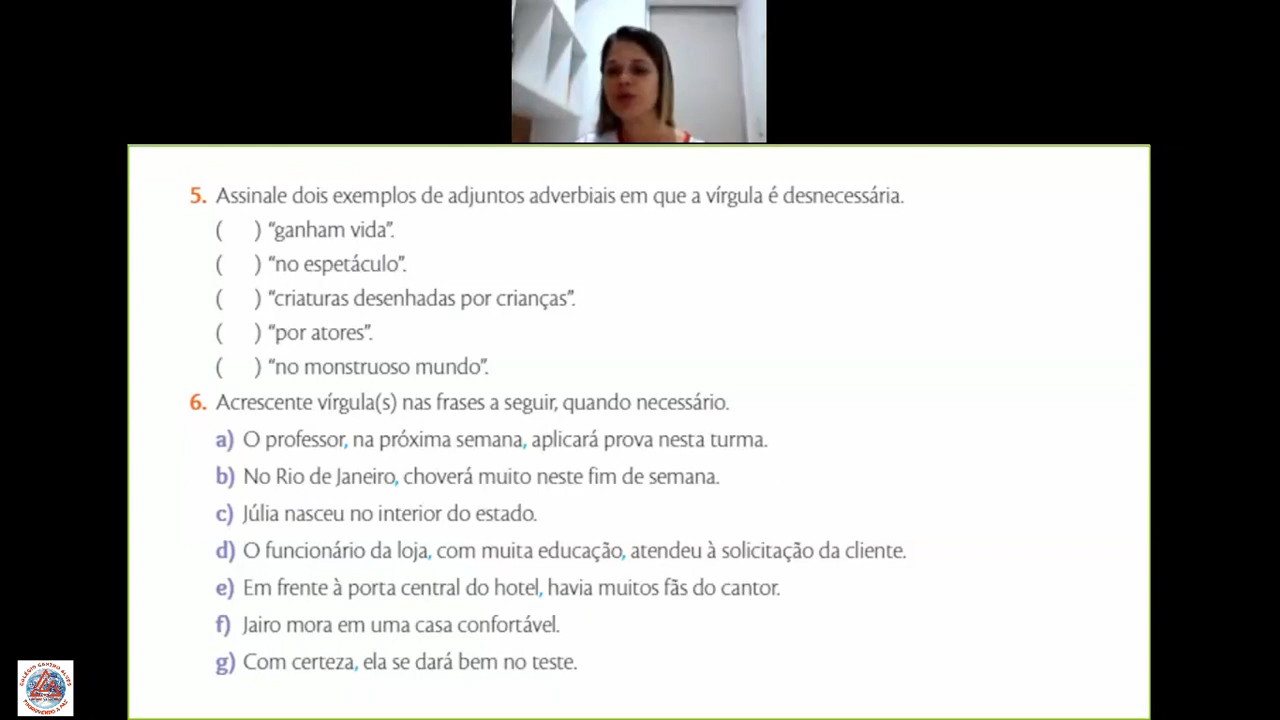 5. Assinale dois exemplos de adjuntos adverbiais em que a vírgula é desnecessária.
(    ) “ganham vida”.
(    ) “no espetáculo”.
(    ) “criaturas desenhadas por crianças”.
(    ) “por atores”.
(    ) “no monstruoso mundo”.
6. Acrescente vírgula(s) nas frases a seguir, quando necessário.
a) O professor, na próxima semana, aplicará prova nesta turma.
b) No Rio de Janeiro, choverá muito neste fim de semana.
c) Júlia nasceu no interior do estado.
d) O funcionário da loja, com muita educação, atendeu à solicitação da cliente.
e) Em frente à porta central do hotel, havia muitos fãs do cantor.
f) Jairo mora em uma casa confortável.
g) Com certeza, ela se dará bem no teste.